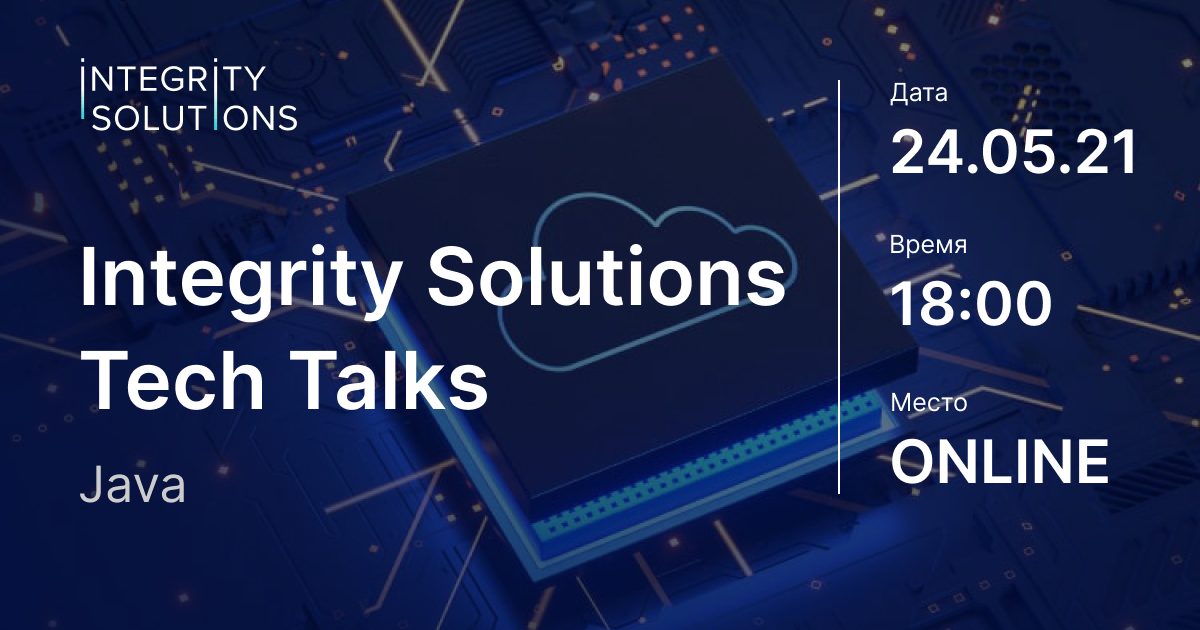 INTEGRITY
SOLUTIONS
Integrity Solutions
Tech Talks
Java
Дата
24.05.21
Время
18:00
Место
ONLINE